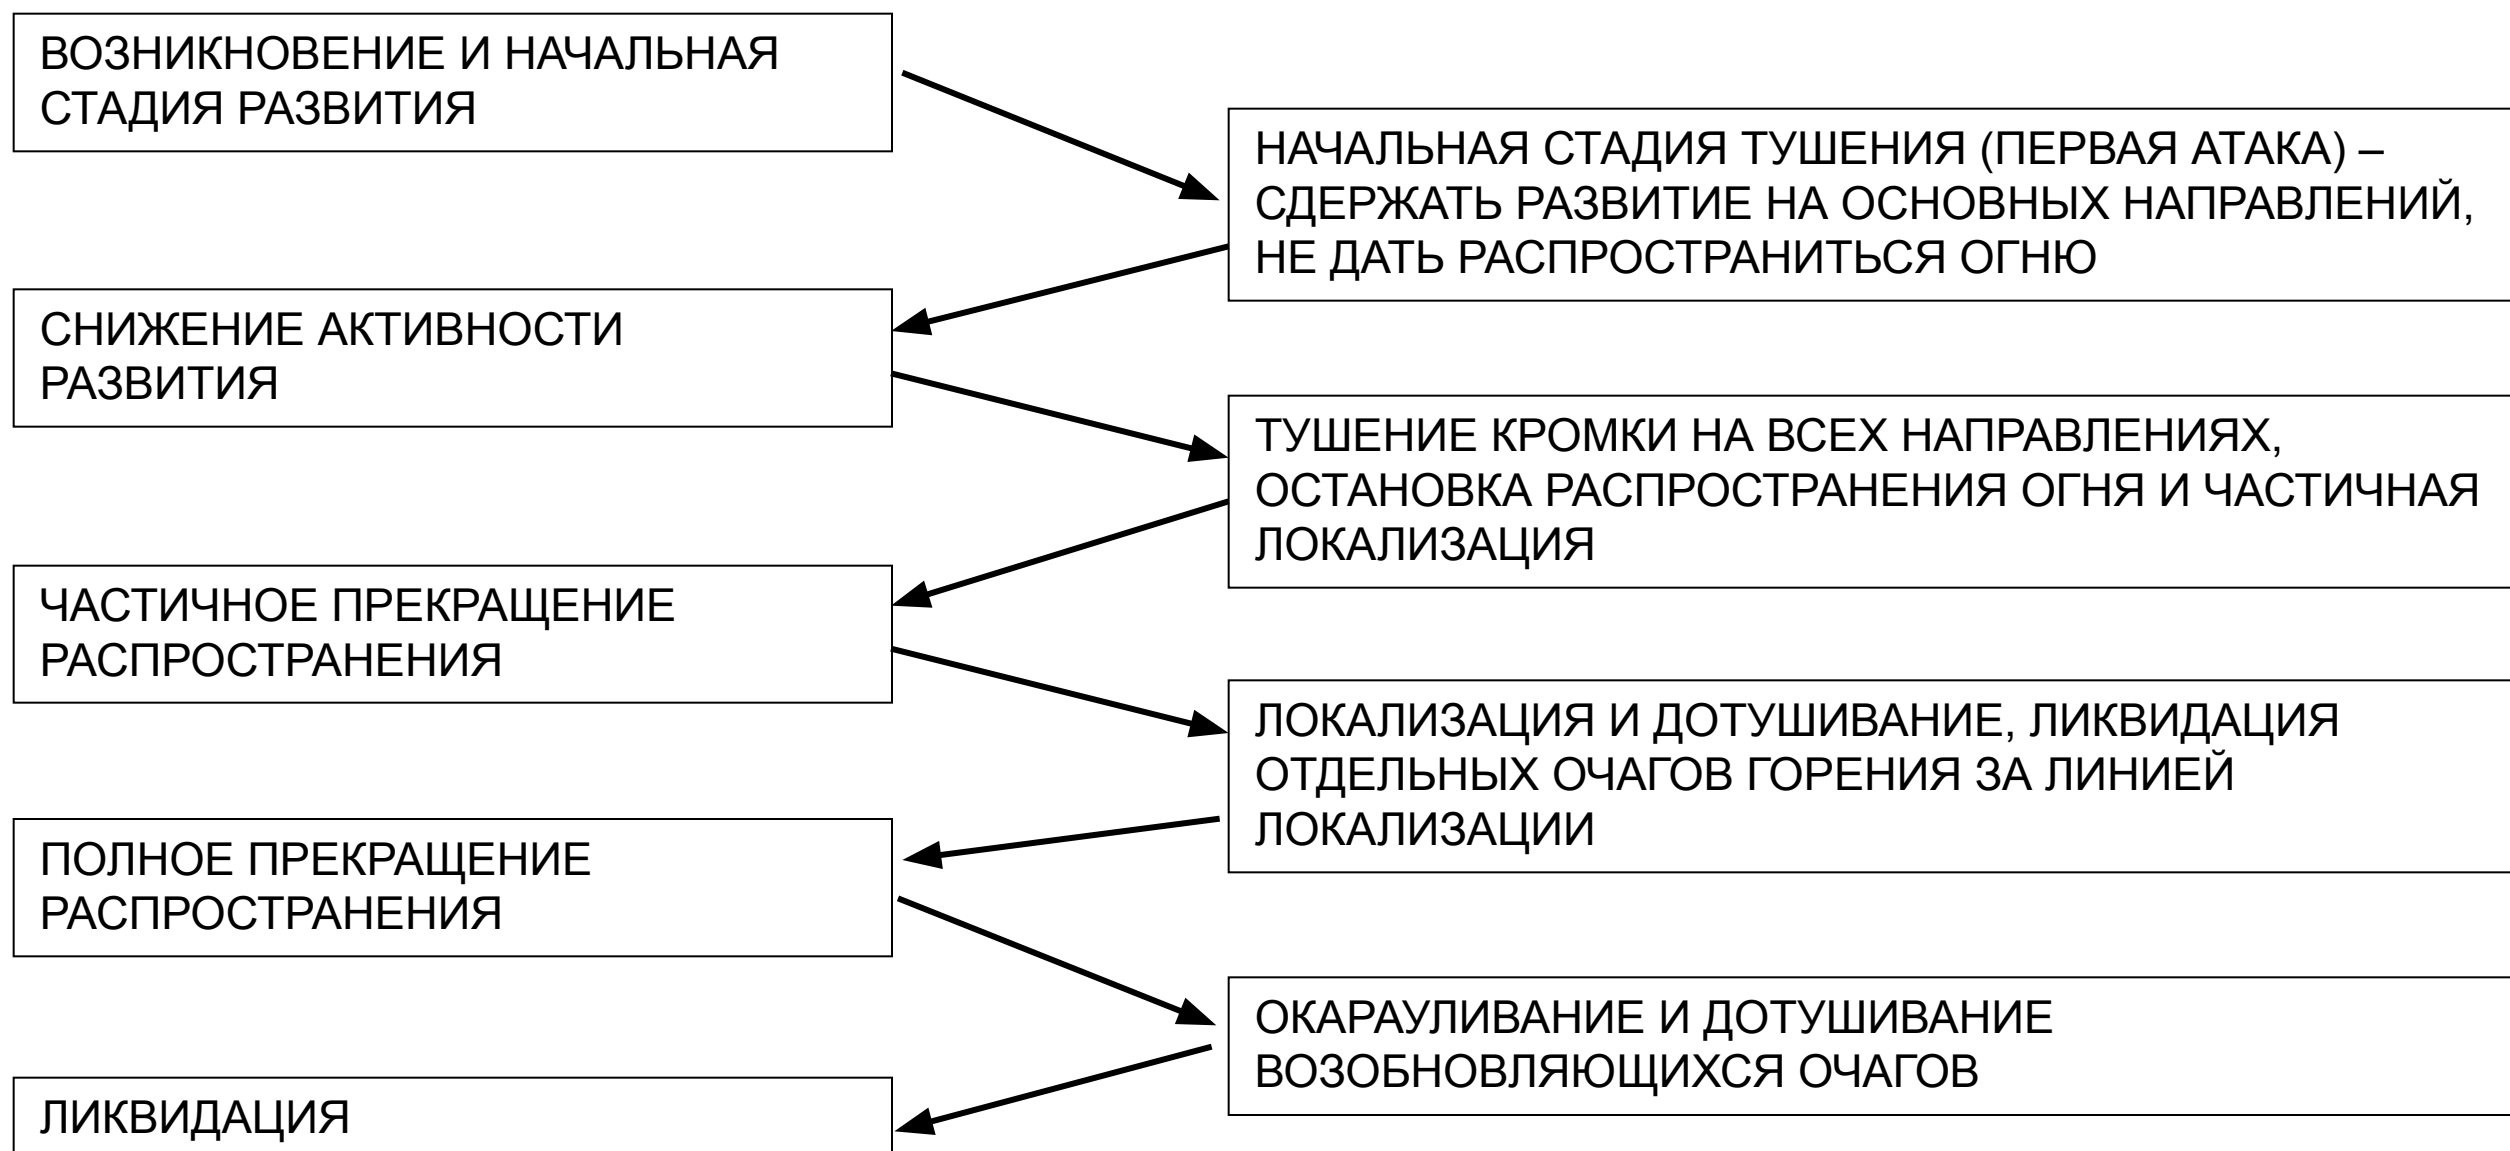 ВОЗНИКНОВЕНИЕ И НАЧАЛЬНАЯ
СТАДИЯ РАЗВИТИЯ
НАЧАЛЬНАЯ СТАДИЯ ТУШЕНИЯ (ПЕРВАЯ АТАКА) –
СДЕРЖАТЬ РАЗВИТИЕ НА ОСНОВНЫХ НАПРАВЛЕНИЙ,
НЕ ДАТЬ РАСПРОСТРАНИТЬСЯ ОГНЮ
СНИЖЕНИЕ АКТИВНОСТИ
РАЗВИТИЯ
ТУШЕНИЕ КРОМКИ НА ВСЕХ НАПРАВЛЕНИЯХ,
ОСТАНОВКА РАСПРОСТРАНЕНИЯ ОГНЯ И ЧАСТИЧНАЯ
ЛОКАЛИЗАЦИЯ
ЧАСТИЧНОЕ ПРЕКРАЩЕНИЕ
РАСПРОСТРАНЕНИЯ
ЛОКАЛИЗАЦИЯ И ДОТУШИВАНИЕ, ЛИКВИДАЦИЯ
ОТДЕЛЬНЫХ ОЧАГОВ ГОРЕНИЯ ЗА ЛИНИЕЙ
ЛОКАЛИЗАЦИИ
ПОЛНОЕ ПРЕКРАЩЕНИЕ
РАСПРОСТРАНЕНИЯ
ОКАРАУЛИВАНИЕ И ДОТУШИВАНИЕ
ВОЗОБНОВЛЯЮЩИХСЯ ОЧАГОВ
ЛИКВИДАЦИЯ